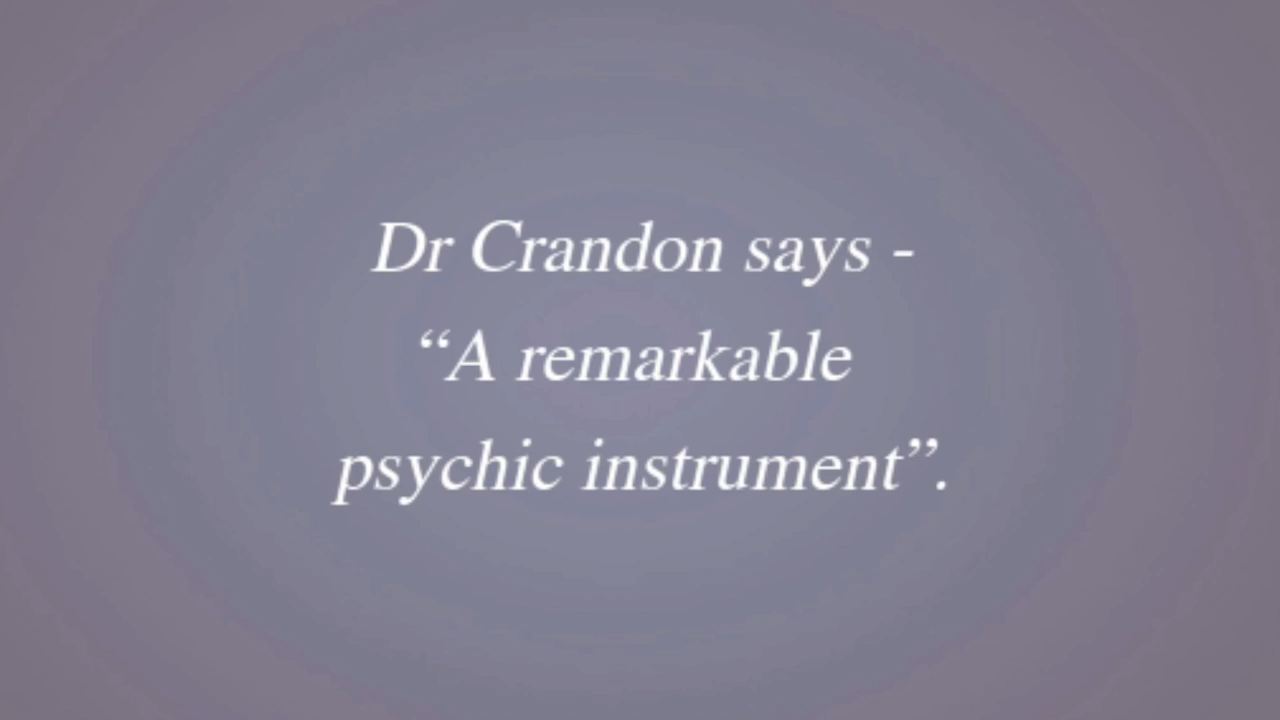 Dr Crandon says -
“A remarkable
psychic instrument”.